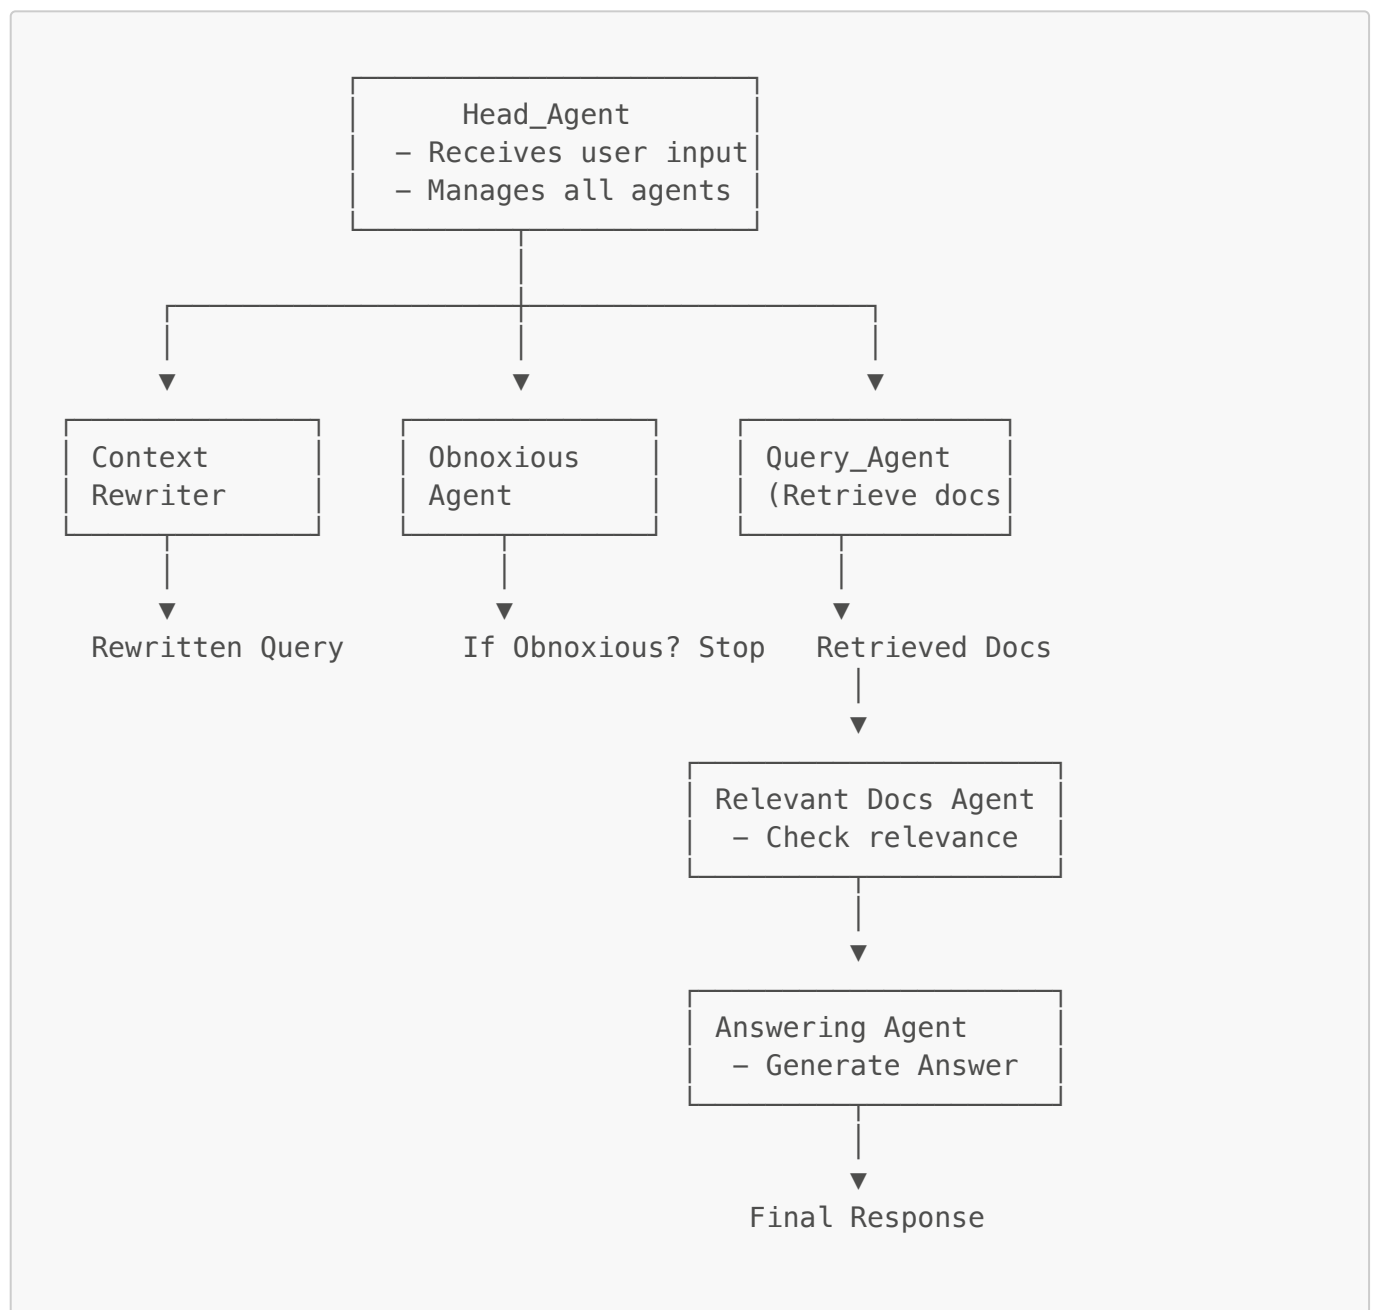 Head_Agent
– Receives user input
– Manages all agents
Context
Rewriter
Obnoxious
Agent
Query_Agent
(Retrieve docs
Rewritten Query
If Obnoxious? Stop
Retrieved Docs
Relevant Docs Agent
– Check relevance
Answering Agent
– Generate Answer
Final Response